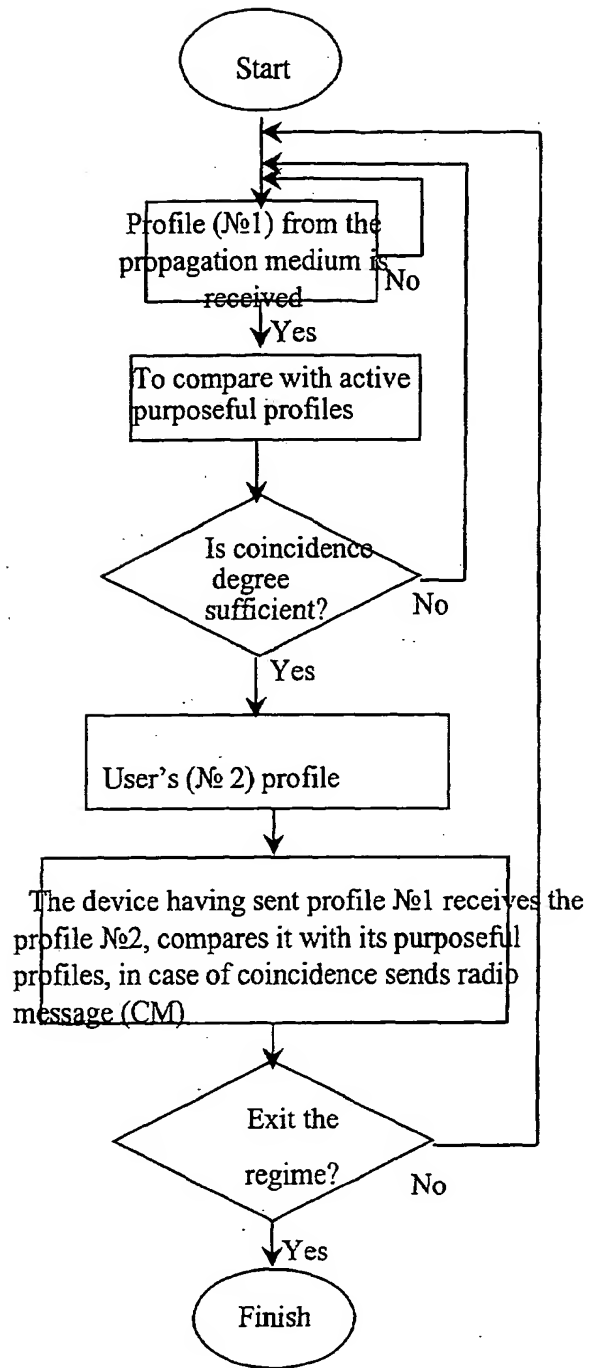 Start
Profile (№1) from the
propagation medium is
received
No
Yes
To compare with active
purposeful profiles
Is coincidence
degree
sufficient?
No
Yes
User's (№ 2) profile
The device having sent profile №1 receives the
profile №2, compares it with its purposeful
profiles, in case of coincidence sends radio
message (CM)
Exit the
regime?
No
Yes
Finish